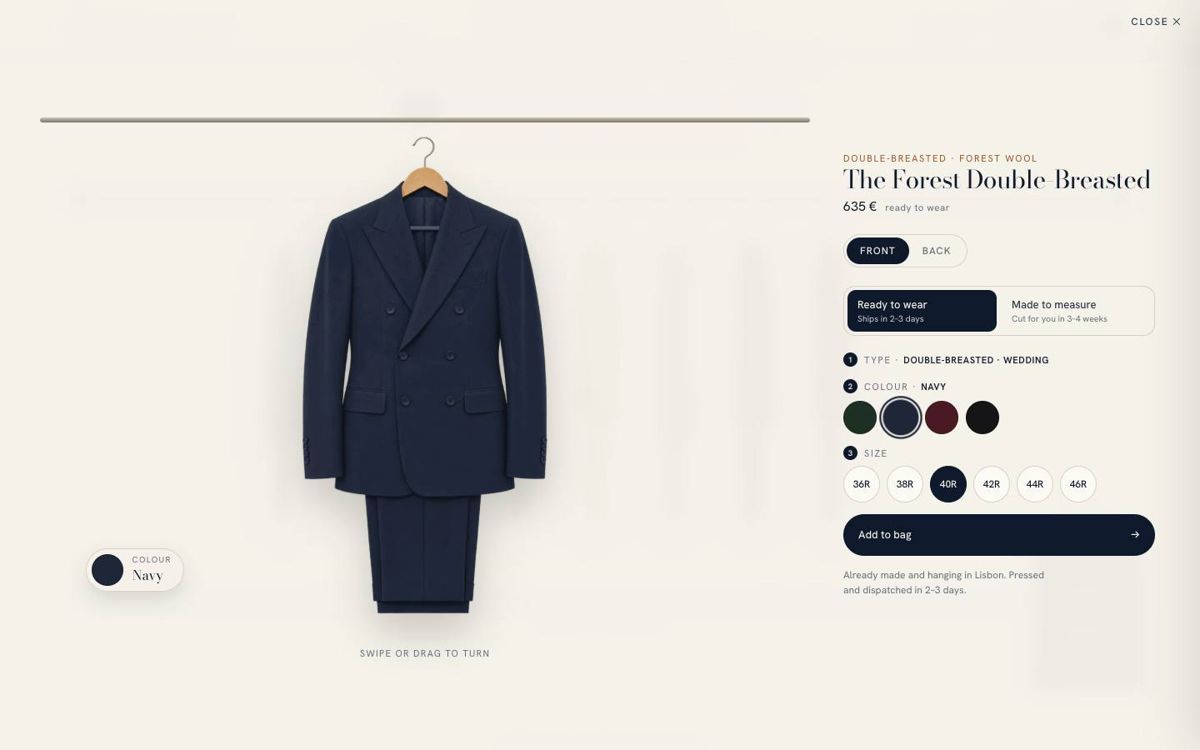 CLOSE ×
DOUBLE-BREASTED · FOREST WOOL
The Forest Double-Breasted
635 € ready to wear
FRONT BACK
Ready to wear
Ships in 2–3 days
Made to measure
Cut for you in 3–4 weeks
1 TYPE · DOUBLE-BREASTED · WEDDING
2 COLOUR · NAVY
3 SIZE
36R 38R 40R 42R 44R 46R
Add to bag →
Already made and hanging in Lisbon. Pressed
and dispatched in 2–3 days.
COLOUR
Navy
SWIPE OR DRAG TO TURN